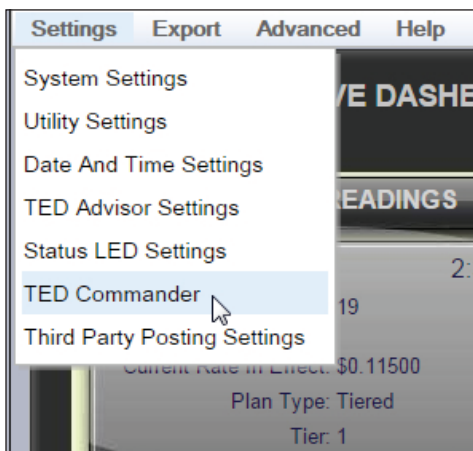 Settings Export Advanced Help
System Settings
Utility Settings
Date And Time Settings
TED Advisor Settings
Status LED Settings
TED Commander
Third Party Posting Settings
VE DASHE
EADINGS
2:
19
Current Rate In Effect: $0.11500
Plan Type: Tiered
Tier: 1